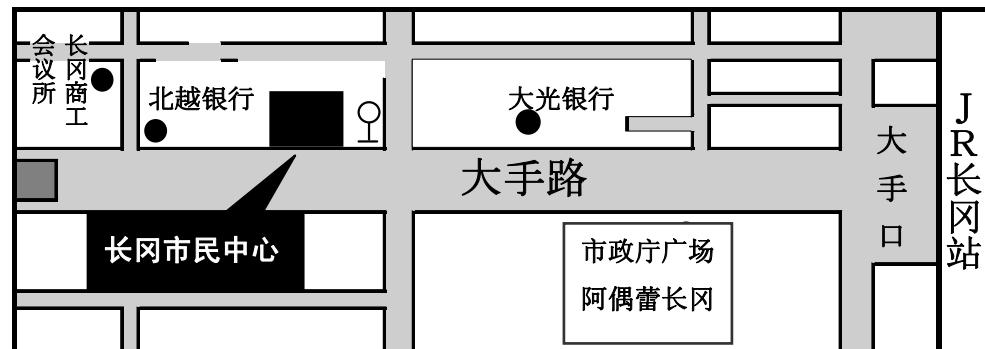 长冈商工
会议所
北越银行
大光银行
大手路
大手口
JR长冈站
长冈市民中心
市政厅广场
阿偶蕾长冈